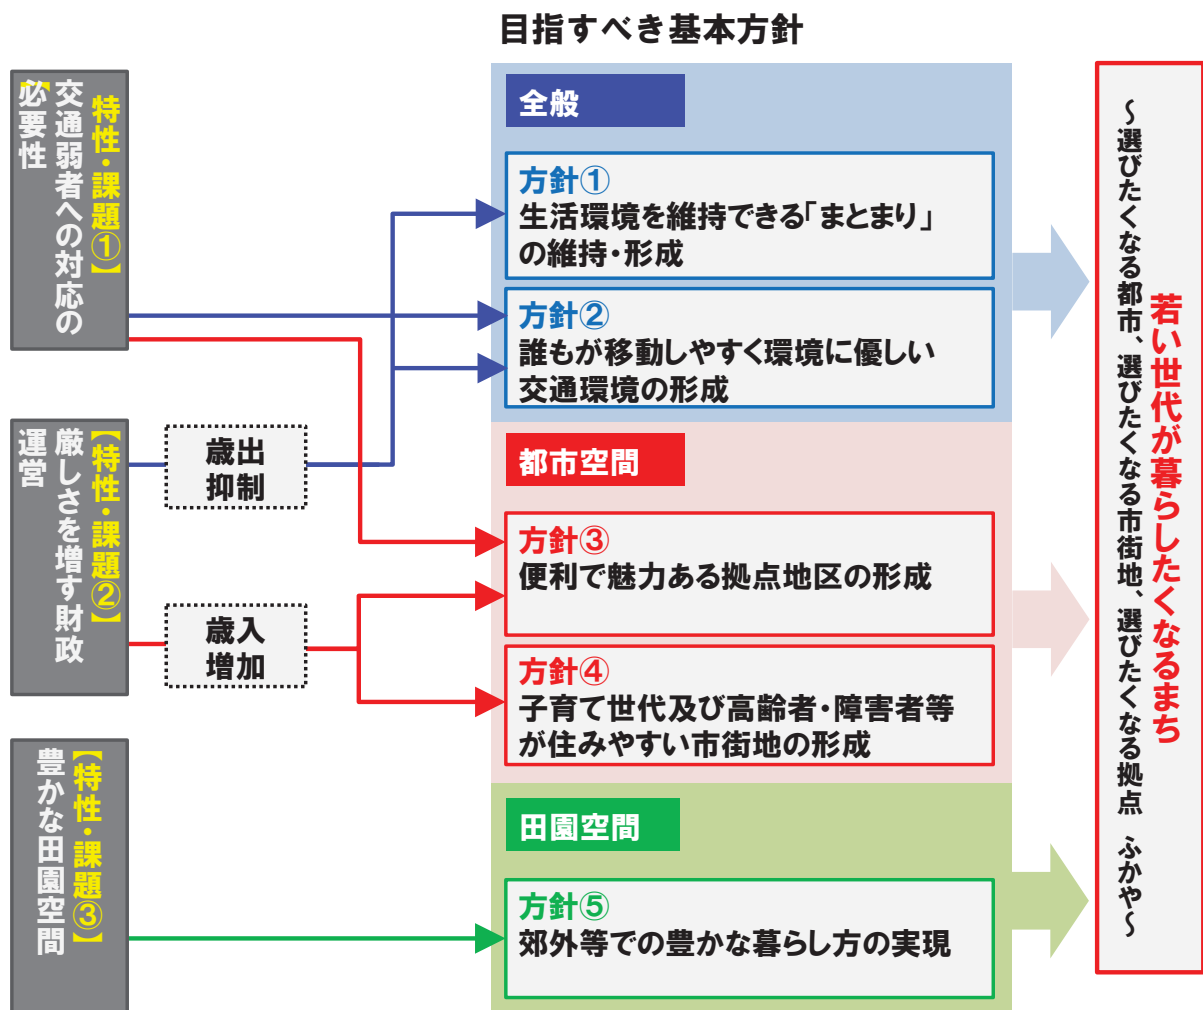 目指すべき基本方針
【特性・課題①】
交通弱者への対応の
必要性
【特性・課題②】
厳しさを増す財政
運営
【特性・課題③】
豊かな田園空間
歳出
抑制
歳入
増加
全般
方針①
生活環境を維持できる「まとまり」
の維持・形成
方針②
誰もが移動しやすく環境に優しい
交通環境の形成
都市空間
方針③
便利で魅力ある拠点地区の形成
方針④
子育て世代及び高齢者・障害者等
が住みやすい市街地の形成
田園空間
方針⑤
郊外等での豊かな暮らし方の実現
若い世代が暮らしたくなるまち
～選びたくなる都市、選びたくなる市街地、選びたくなる拠点 ふかや～